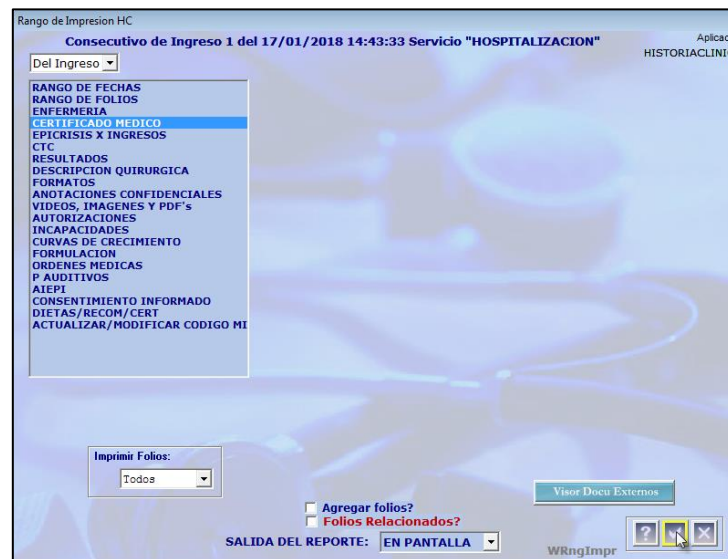 Rango de Impresion HC
Consecutivo de Ingreso 1 del 17/01/2018 14:43:33 Servicio "HOSPITALIZACION"
Aplicac
HISTORIACLINI
Del Ingreso
RANGO DE FECHAS
RANGO DE FOLIOS
ENFERMERIA
CERTIFICADO MEDICO
EPICRISIS X INGRESOS
CTC
RESULTADOS
DESCRIPCION QUIRURGICA
FORMATOS
ANOTACIONES CONFIDENCIALES
VIDEOS, IMAGENES Y PDF's
AUTORIZACIONES
INCAPACIDADES
CURVAS DE CRECIMIENTO
FORMULACION
ORDENES MEDICAS
P AUDITIVOS
AIEPI
CONSENTIMIENTO INFORMADO
DIETAS/RECOM/CERT
ACTUALIZAR/MODIFICAR CODIGO MI
Imprimir Folios:
Todos
Visor Docu Externos
Agregar folios?
Folios Relacionados?
SALIDA DEL REPORTE: EN PANTALLA
WRngImpr
?